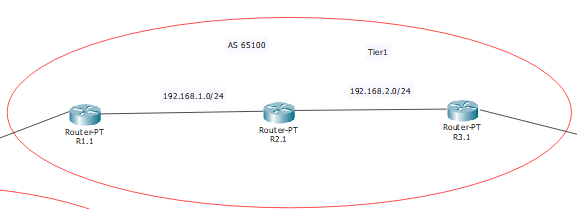 AS 65100
Tier1
192.168.1.0/24
192.168.2.0/24
Router-PT
R1.1
Router-PT
R2.1
Router-PT
R3.1